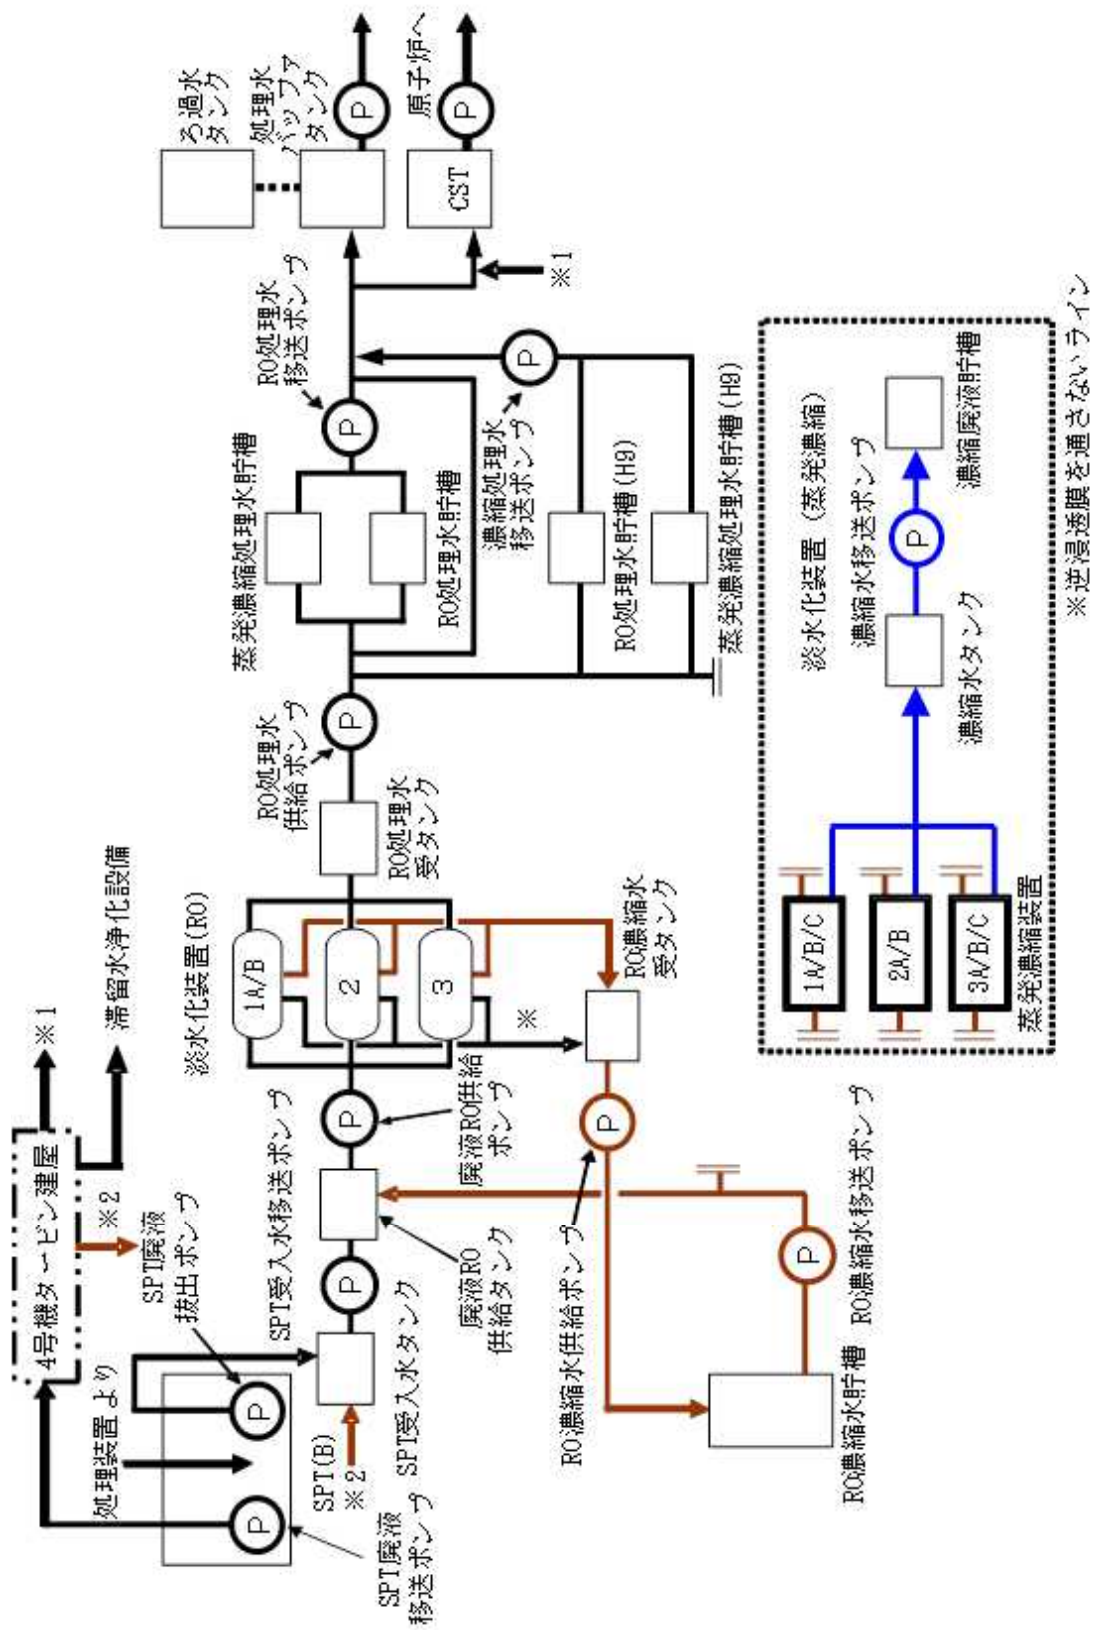 4号機タービン建屋
※1
滞留水浄化設備
※2
SPT廃液
抜出ポンプ
処理装置より
P
P
SPT廃液
移送ポンプ
SPT(B)
※2
SPT受入水タンク
SPT受入水移送ポンプ
P
廃液RO
供給タンク
P
廃液RO供給
ポンプ
淡水化装置(RO)
1A/B
2
3
※
RO濃縮水
受タンク
P
RO濃縮水供給ポンプ
RO濃縮水貯槽
P
RO濃縮水移送ポンプ
RO処理水
受タンク
RO処理水
供給ポンプ
P
蒸発濃縮処理水貯槽
RO処理水貯槽
RO処理水
移送ポンプ
P
濃縮処理水
移送ポンプ
P
RO処理水貯槽(H9)
蒸発濃縮処理水貯槽(H9)
ろ過水
タンク
処理水
バッファ
タンク
P
CST
原子炉へ
P
※1
淡水化装置(蒸発濃縮)
1A/B/C
2A/B
3A/B/C
蒸発濃縮装置
濃縮水タンク
濃縮水移送ポンプ
P
濃縮廃液貯槽
※逆浸透膜を通さないライン